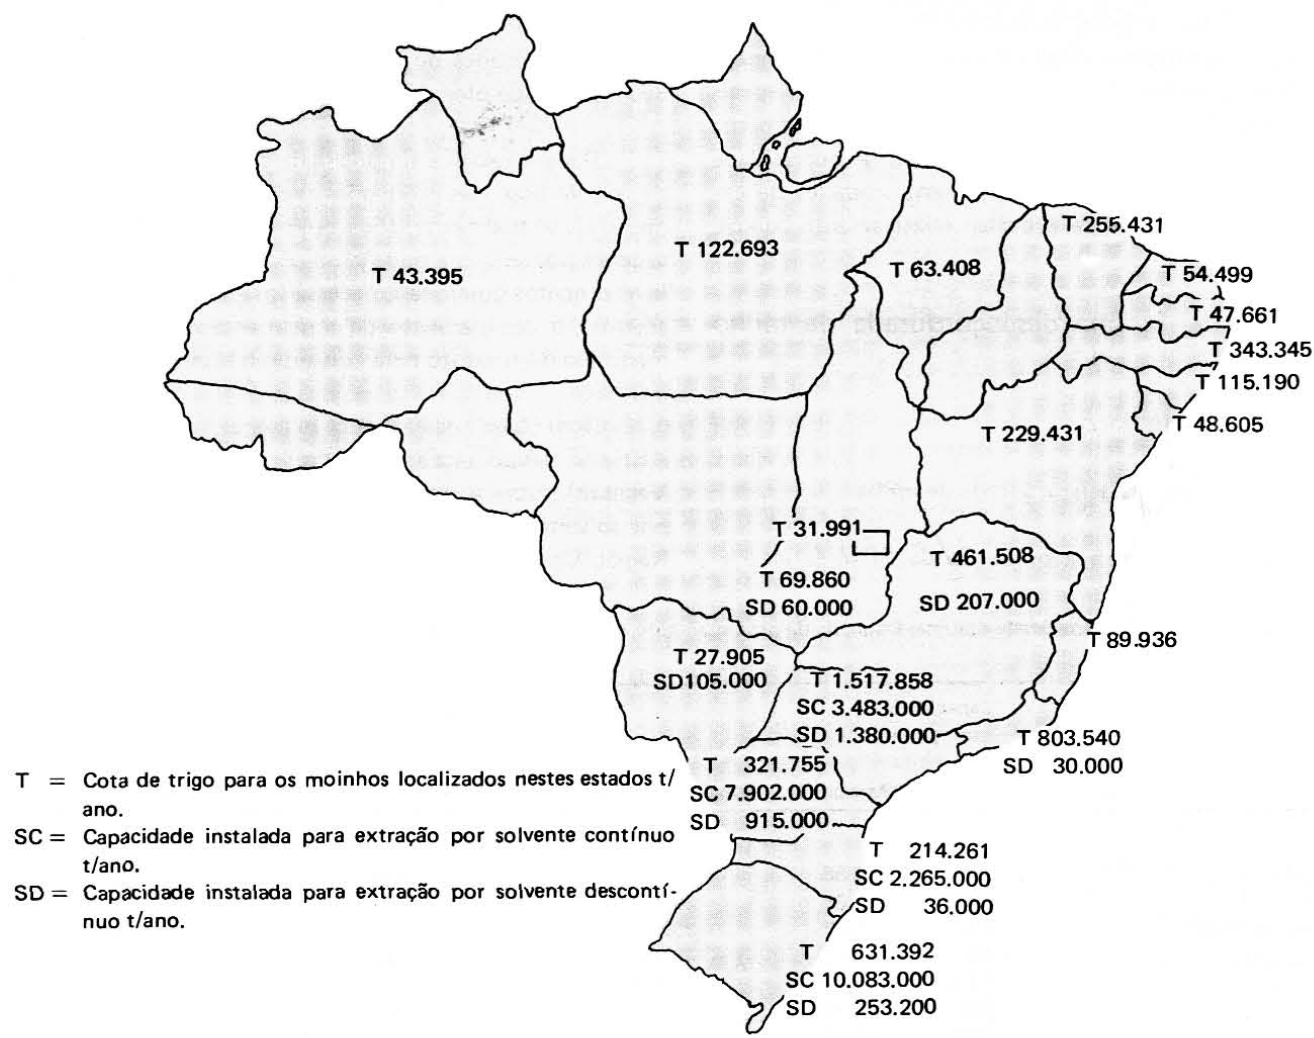 T 255.431
T 122.693
T 63.408
T 43.395
T 54.499
T 47.661
T 343.345
T 115.190
T 48.605
T 229.431
T 31.991
T 461.508
T 69.860
SD 60.000
SD 207.000
T 89.936
T 27.905
SD105.000
T 1.517.858
SC 3.483.000
SD 1.380.000
T 803.540
SD 30.000
T 321.755
SC 7.902.000
SD 915.000
T = Cota de trigo para os moinhos localizados nestes estados t/
ano.
SC = Capacidade instalada para extração por solvente contínuo
t/ano.
SD = Capacidade instalada para extração por solvente descontí-
nuo t/ano.
T 214.261
SC 2.265.000
SD 36.000
T 631.392
SC 10.083.000
SD 253.200